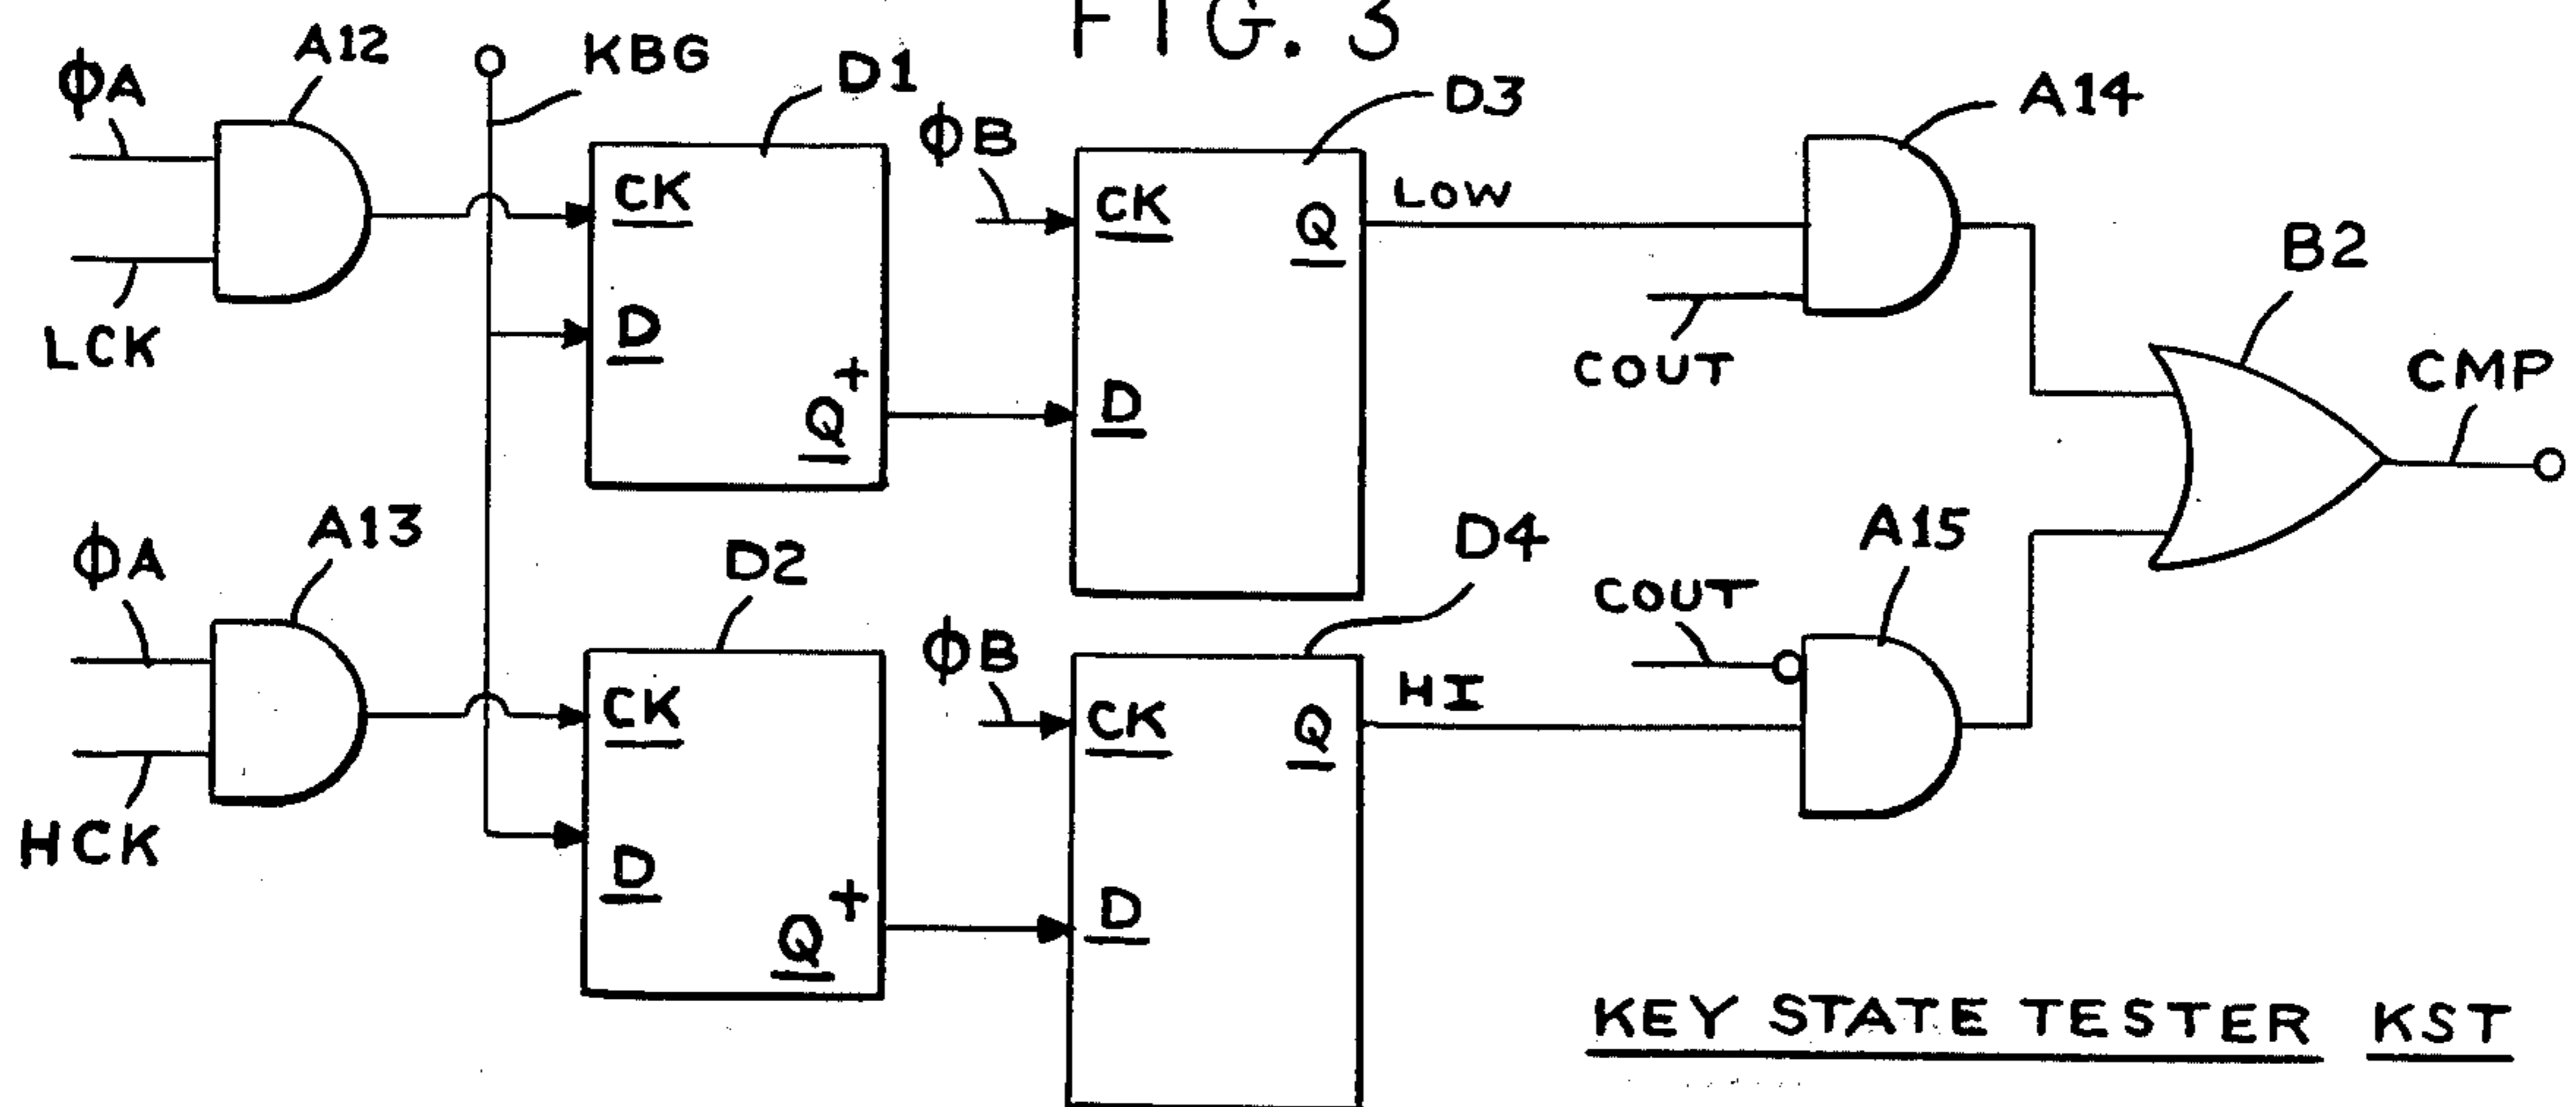 FIG. 3
A12
KBG
D1
D3
A14
ΦA
ΦB
LOW
CK
CK
Q
B2
LCK
D
COUT
CMP
Q+
D
A13
D2
D4
A15
ΦA
ΦB
COUT
HI
CK
CK
Q
HCK
D
Q+
D
KEY STATE TESTER KST